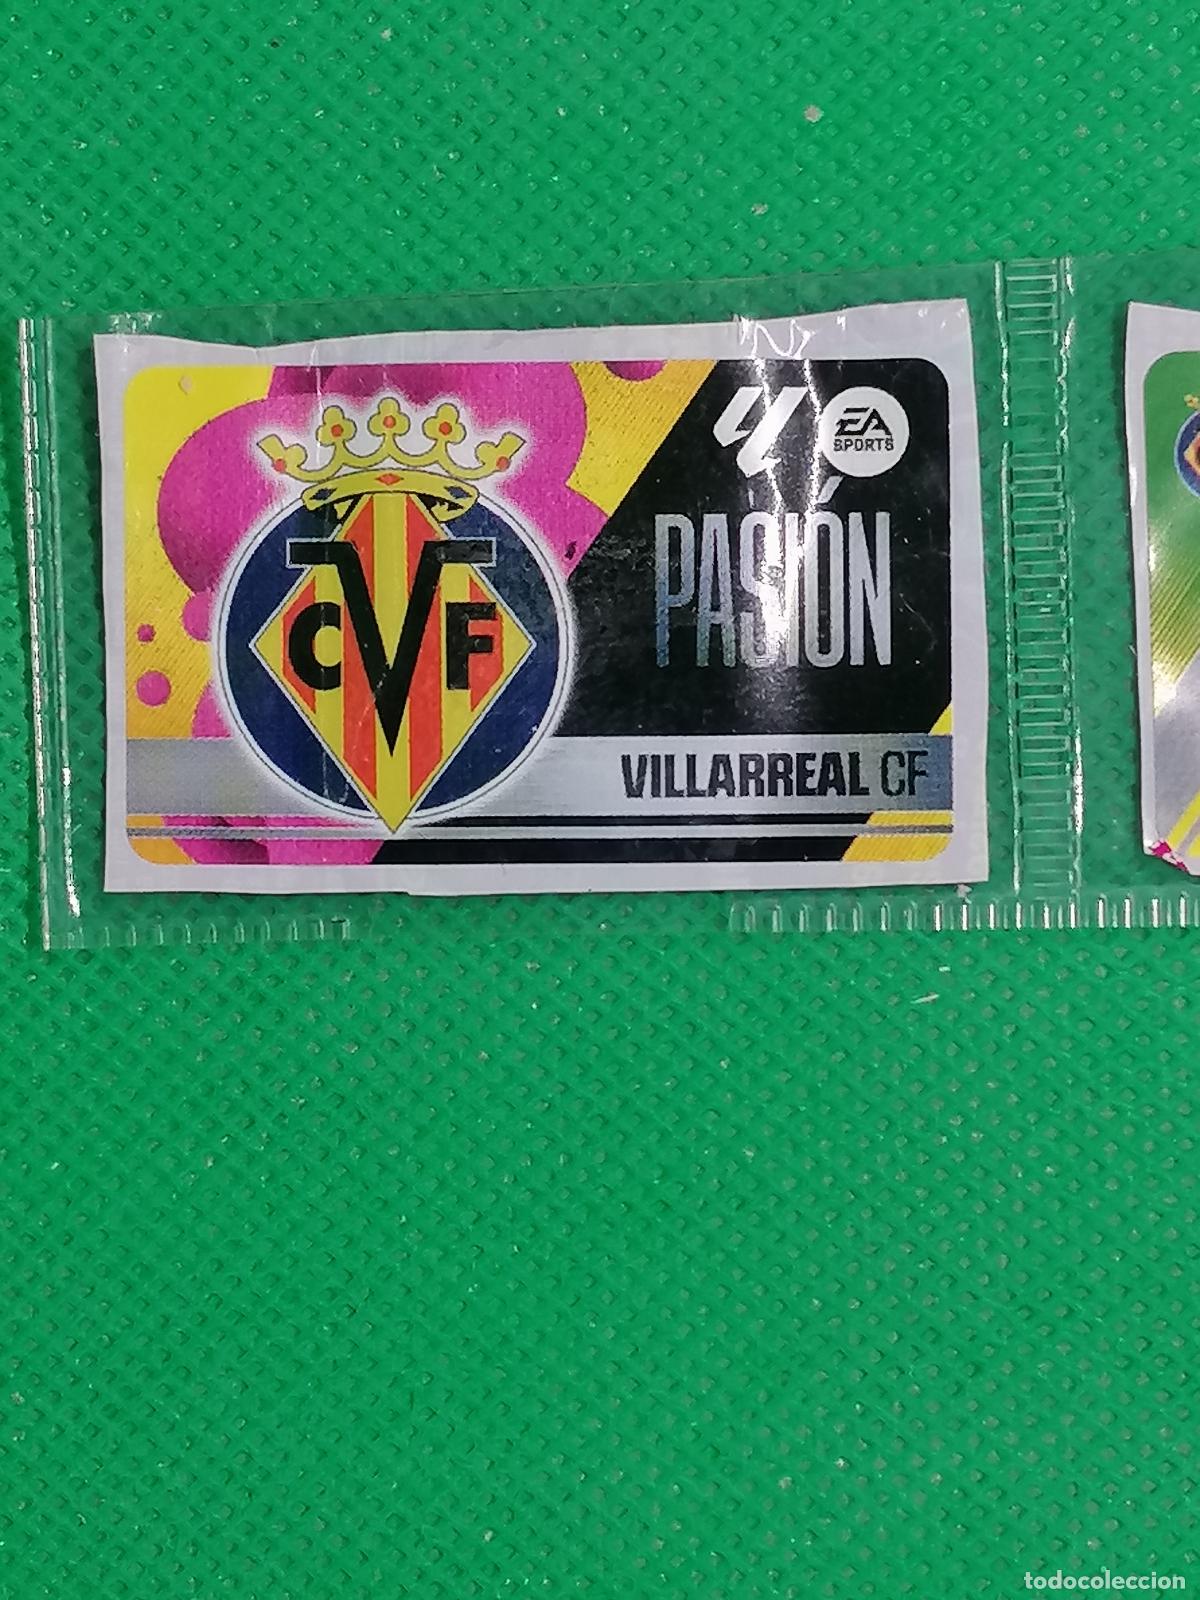 EA
SPORTS
PASIÓN
CVF
VILLARREAL CF
todocoleccion